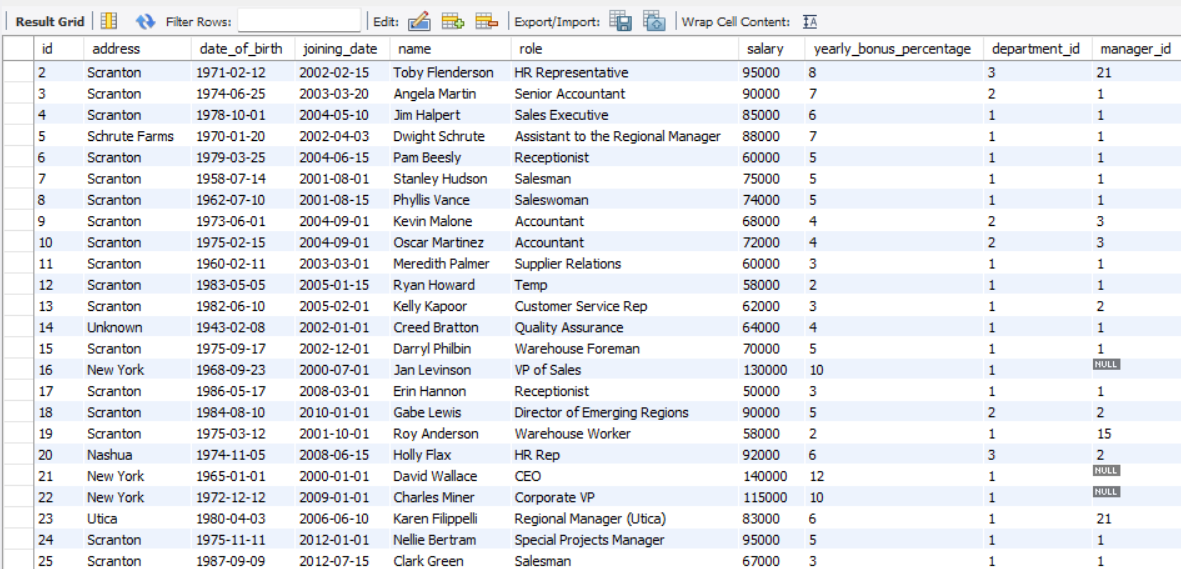 Result Grid Filter Rows: Edit: Export/Import: Wrap Cell Content: IA
id address date_of_birth joining_date name role salary yearly_bonus_percentage department_id manager_id
2 Scranton 1971-02-12 2002-02-15 Toby Flenderson HR Representative 95000 8 3 21
3 Scranton 1974-06-25 2003-03-20 Angela Martin Senior Accountant 90000 7 2 1
4 Scranton 1978-10-01 2004-05-10 Jim Halpert Sales Executive 85000 6 1 1
5 Schrute Farms 1970-01-20 2002-04-03 Dwight Schrute Assistant to the Regional Manager 88000 7 1 1
6 Scranton 1979-03-25 2004-06-15 Pam Beesly Receptionist 60000 5 1 1
7 Scranton 1958-07-14 2001-08-01 Stanley Hudson Salesman 75000 5 1 1
8 Scranton 1962-07-10 2001-08-15 Phyllis Vance Saleswoman 74000 5 1 1
9 Scranton 1973-06-01 2004-09-01 Kevin Malone Accountant 68000 4 2 3
10 Scranton 1975-02-15 2004-09-01 Oscar Martinez Accountant 72000 4 2 3
11 Scranton 1960-02-11 2003-03-01 Meredith Palmer Supplier Relations 60000 3 1 1
12 Scranton 1983-05-05 2005-01-15 Ryan Howard Temp 58000 2 1 1
13 Scranton 1982-06-10 2005-02-01 Kelly Kapoor Customer Service Rep 62000 3 1 2
14 Unknown 1943-02-08 2002-01-01 Creed Bratton Quality Assurance 64000 4 1 1
15 Scranton 1975-09-17 2002-12-01 Darryl Philbin Warehouse Foreman 70000 5 1 1
16 New York 1968-09-23 2000-07-01 Jan Levinson VP of Sales 130000 10 1 NULL
17 Scranton 1986-05-17 2008-03-01 Erin Hannon Receptionist 50000 3 1 1
18 Scranton 1984-08-10 2010-01-01 Gabe Lewis Director of Emerging Regions 90000 5 2 2
19 Scranton 1975-03-12 2001-10-01 Roy Anderson Warehouse Worker 58000 2 1 15
20 Nashua 1974-11-05 2008-06-15 Holly Flax HR Rep 92000 6 3 2
21 New York 1965-01-01 2000-01-01 David Wallace CEO 140000 12 1 NULL
22 New York 1972-12-12 2009-01-01 Charles Miner Corporate VP 115000 10 1 NULL
23 Utica 1980-04-03 2006-06-10 Karen Filippelli Regional Manager (Utica) 83000 6 1 21
24 Scranton 1975-11-11 2012-01-01 Nellie Bertram Special Projects Manager 95000 5 1 1
25 Scranton 1987-09-09 2012-07-15 Clark Green Salesman 67000 3 1 1